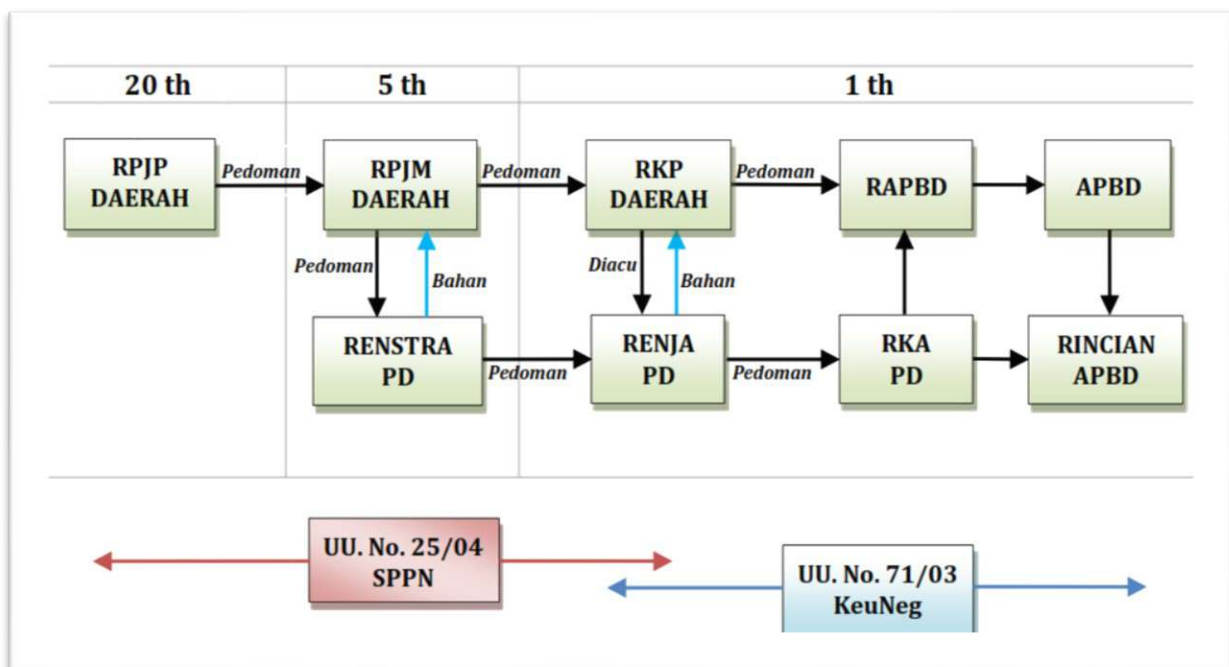 20 th
5 th
1 th
RPJP
DAERAH
Pedoman
RPJM
DAERAH
Pedoman
RKP
DAERAH
Pedoman
RAPBD
APBD
Pedoman
Bahan
Diacu
Bahan
RENSTRA
PD
Pedoman
RENJA
PD
Pedoman
RKA
PD
RINCIAN
APBD
UU. No. 25/04
SPPN
UU. No. 71/03
KeuNeg